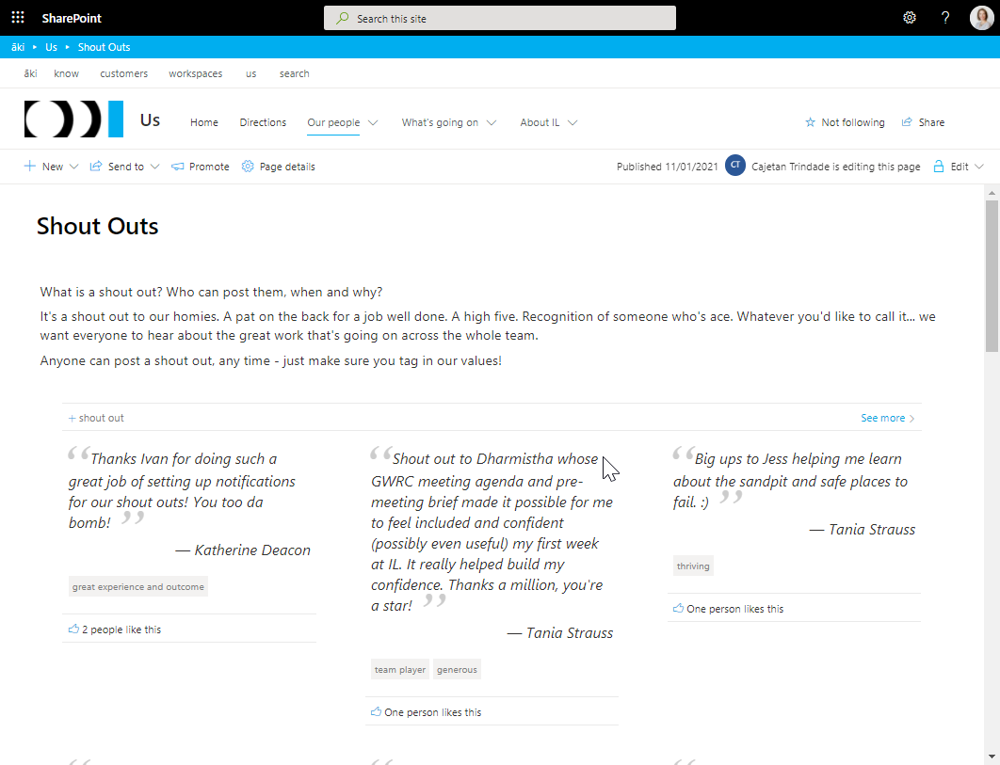 SharePoint
Search this site
?
āki ▸ Us ▸ Shout Outs
āki know customers workspaces us search
Us Home Directions Our people What's going on About IL Not following Share
+ New Send to Promote Page details Published 11/01/2021 CT Cajetan Trindade is editing this page Edit
Shout Outs
What is a shout out? Who can post them, when and why?
It's a shout out to our homies. A pat on the back for a job well done. A high five. Recognition of someone who's ace. Whatever you'd like to call it... we
want everyone to hear about the great work that's going on across the whole team.
Anyone can post a shout out, any time - just make sure you tag in our values!
+ shout out
See more >
“Thanks Ivan for doing such a
great job of setting up notifications
for our shout outs! You too da
bomb! ”
— Katherine Deacon
great experience and outcome
2 people like this
“Shout out to Dharmistha whose
GWRC meeting agenda and pre-
meeting brief made it possible for me
to feel included and confident
(possibly even useful) my first week
at IL. It really helped build my
confidence. Thanks a million, you're
a star! ”
— Tania Strauss
team player generous
One person likes this
“Big ups to Jess helping me learn
about the sandpit and safe places to
fail. :) ”
— Tania Strauss
thriving
One person likes this